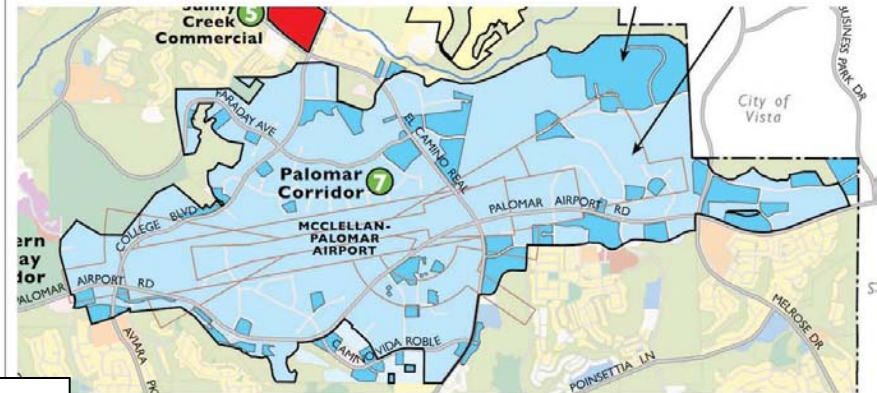 Sunny
Creek
Commercial
5
BUSINESS PARK DR
City of
Vista
FARADAY AVE
EL CAMINO REAL
Palomar
Corridor
7
COLLEGE BLVD
PALOMAR AIRPORT RD
MCCLELLAN-
PALOMAR
AIRPORT
ern
ay
dor
PALOMAR AIRPORT RD
CAMINO VIDA ROBLE
AVIARA PK
MELROSE DR
POINSETTIA LN
S